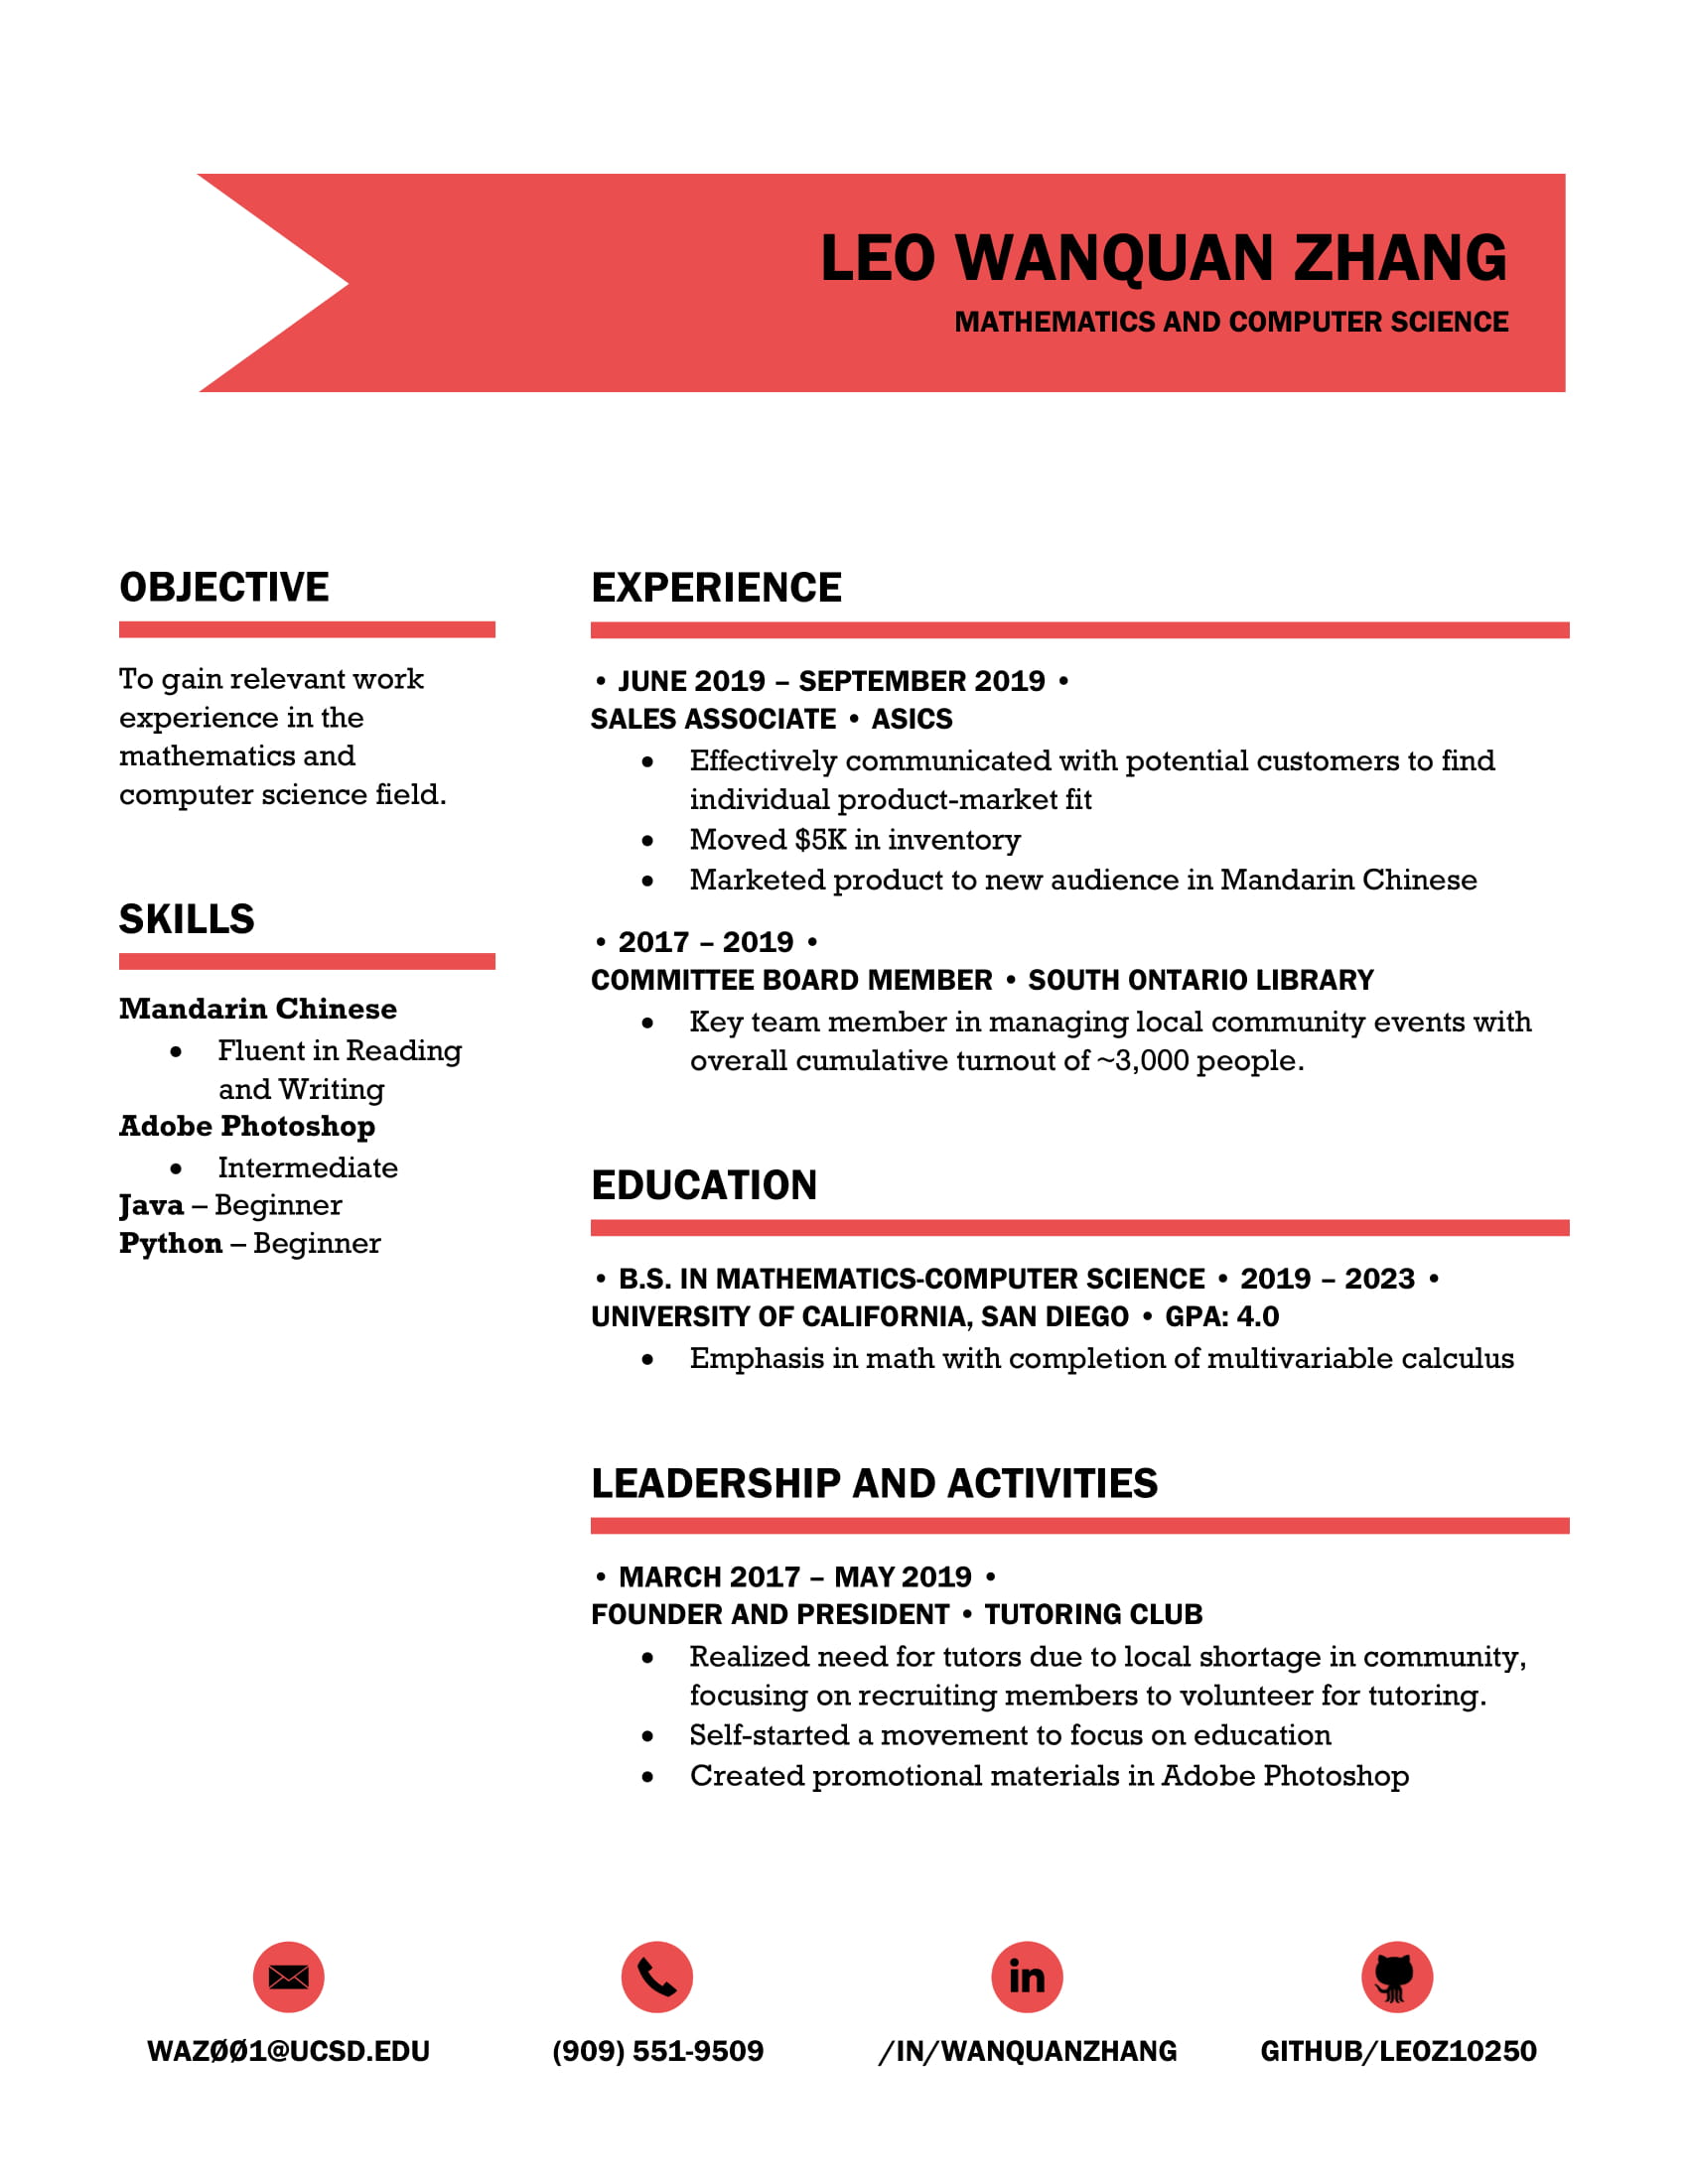 LEO WANQUAN ZHANG
MATHEMATICS AND COMPUTER SCIENCE
OBJECTIVE
To gain relevant work
experience in the
mathematics and
computer science field.
SKILLS
Mandarin Chinese
• Fluent in Reading
and Writing
Adobe Photoshop
• Intermediate
Java – Beginner
Python – Beginner
EXPERIENCE
• JUNE 2019 – SEPTEMBER 2019 •
SALES ASSOCIATE • ASICS
• Effectively communicated with potential customers to find
individual product-market fit
• Moved $5K in inventory
• Marketed product to new audience in Mandarin Chinese
• 2017 – 2019 •
COMMITTEE BOARD MEMBER • SOUTH ONTARIO LIBRARY
• Key team member in managing local community events with
overall cumulative turnout of ~3,000 people.
EDUCATION
• B.S. IN MATHEMATICS-COMPUTER SCIENCE • 2019 – 2023 •
UNIVERSITY OF CALIFORNIA, SAN DIEGO • GPA: 4.0
• Emphasis in math with completion of multivariable calculus
LEADERSHIP AND ACTIVITIES
• MARCH 2017 – MAY 2019 •
FOUNDER AND PRESIDENT • TUTORING CLUB
• Realized need for tutors due to local shortage in community,
focusing on recruiting members to volunteer for tutoring.
• Self-started a movement to focus on education
• Created promotional materials in Adobe Photoshop
in
WAZØØ1@UCSD.EDU
(909) 551-9509
/IN/WANQUANZHANG
GITHUB/LEOZ10250